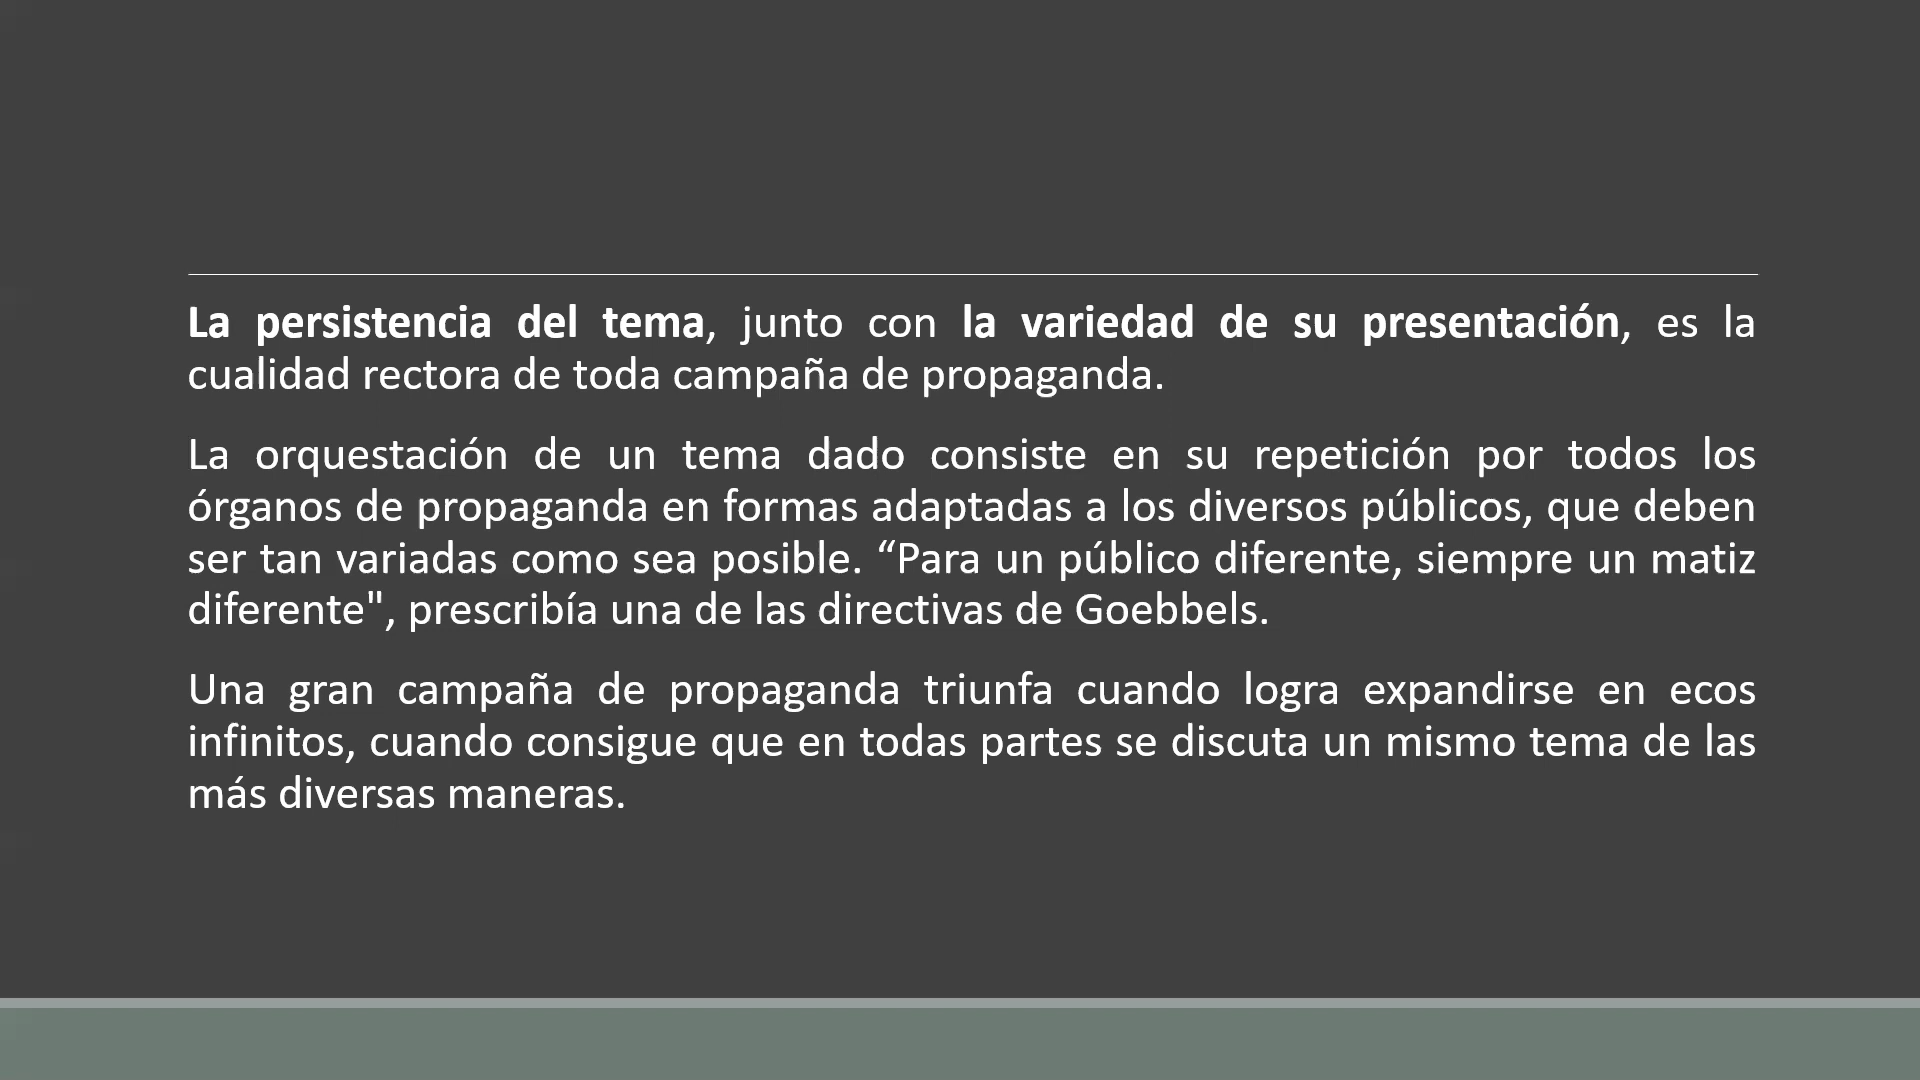 La persistencia del tema, junto con la variedad de su presentación, es la
cualidad rectora de toda campaña de propaganda.
La orquestación de un tema dado consiste en su repetición por todos los
órganos de propaganda en formas adaptadas a los diversos públicos, que deben
ser tan variadas como sea posible. “Para un público diferente, siempre un matiz
diferente", prescribía una de las directivas de Goebbels.
Una gran campaña de propaganda triunfa cuando logra expandirse en ecos
infinitos, cuando consigue que en todas partes se discuta un mismo tema de las
más diversas maneras.